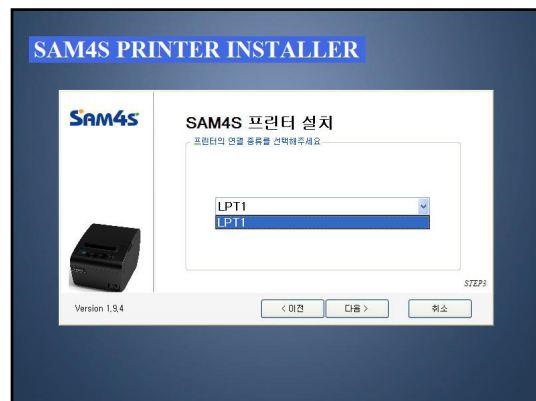 SAM4S PRINTER INSTALLER
SAM4S
SAM4S 프린터 설치
프린터의 연결 종류를 선택해주세요
LPT1
LPT1
STEP3
Version 1.9.4
< 이전
다음 >
취소